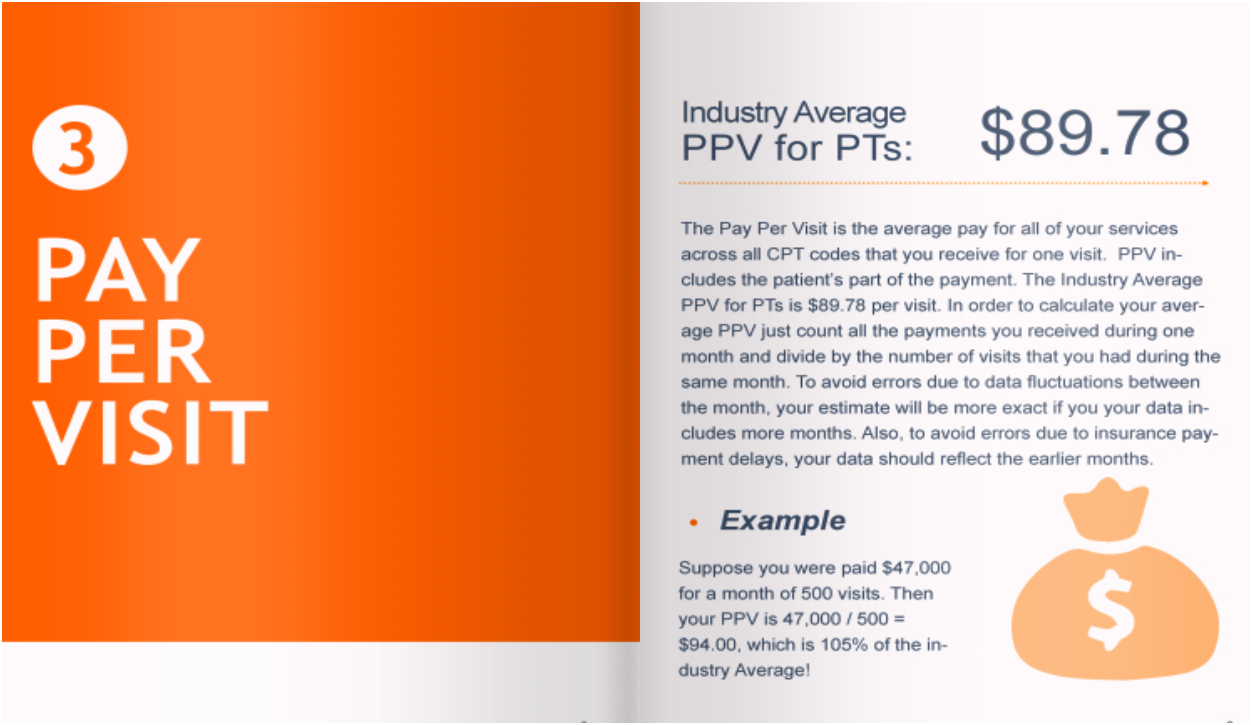 3
PAY
PER
VISIT
Industry Average
PPV for PTs:
$89.78
The Pay Per Visit is the average pay for all of your services
across all CPT codes that you receive for one visit.  PPV in-
cludes the patient's part of the payment. The Industry Average
PPV for PTs is $89.78 per visit. In order to calculate your aver-
age PPV just count all the payments you received during one
month and divide by the number of visits that you had during the
same month. To avoid errors due to data fluctuations between
the month, your estimate will be more exact if you your data in-
cludes more months. Also, to avoid errors due to insurance pay-
ment delays, your data should reflect the earlier months.
• Example
Suppose you were paid $47,000
for a month of 500 visits. Then
your PPV is 47,000 / 500 =
$94.00, which is 105% of the in-
dustry Average!
$